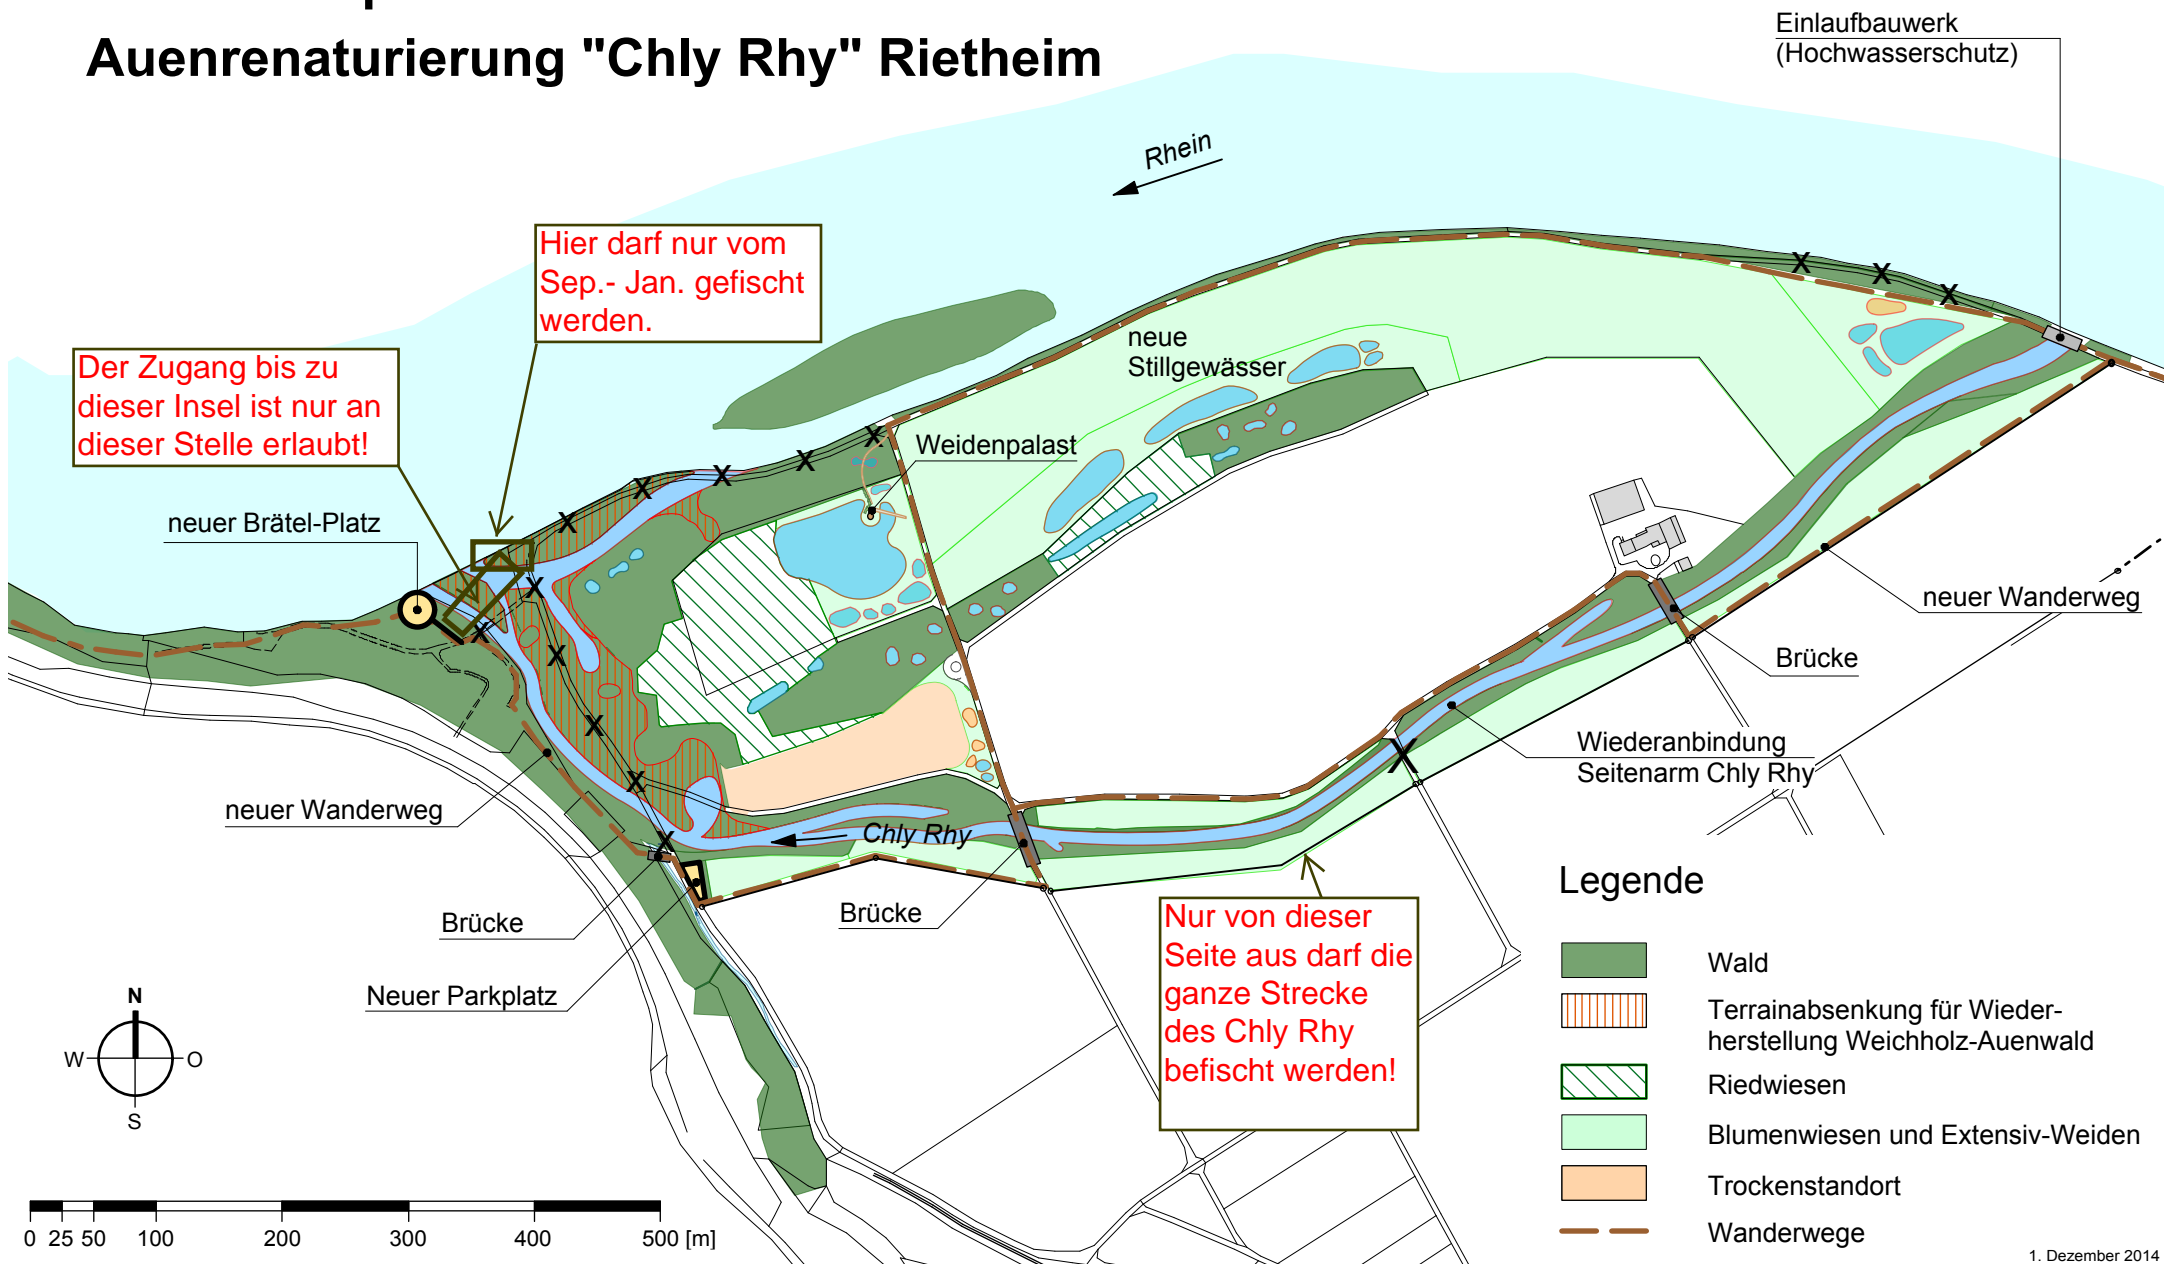 Auenrenaturierung "Chly Rhy" Rietheim
Einlaufbauwerk
(Hochwasserschutz)
Rhein
Hier darf nur vom
Sep.- Jan. gefischt
werden.
Der Zugang bis zu
dieser Insel ist nur an
dieser Stelle erlaubt!
neue
Stillgewässer
Weidenpalast
neuer Brätel-Platz
neuer Wanderweg
Brücke
Wiederanbindung
Seitenarm Chly Rhy
neuer Wanderweg
Chly Rhy
Brücke
Brücke
Neuer Parkplatz
Nur von dieser
Seite aus darf die
ganze Strecke
des Chly Rhy
befischt werden!
Legende
Wald
Terrainabsenkung für Wieder-
herstellung Weichholz-Auenwald
Riedwiesen
Blumenwiesen und Extensiv-Weiden
Trockenstandort
Wanderwege
N
W O
S
0 25 50 100 200 300 400 500 [m]
1. Dezember 2014